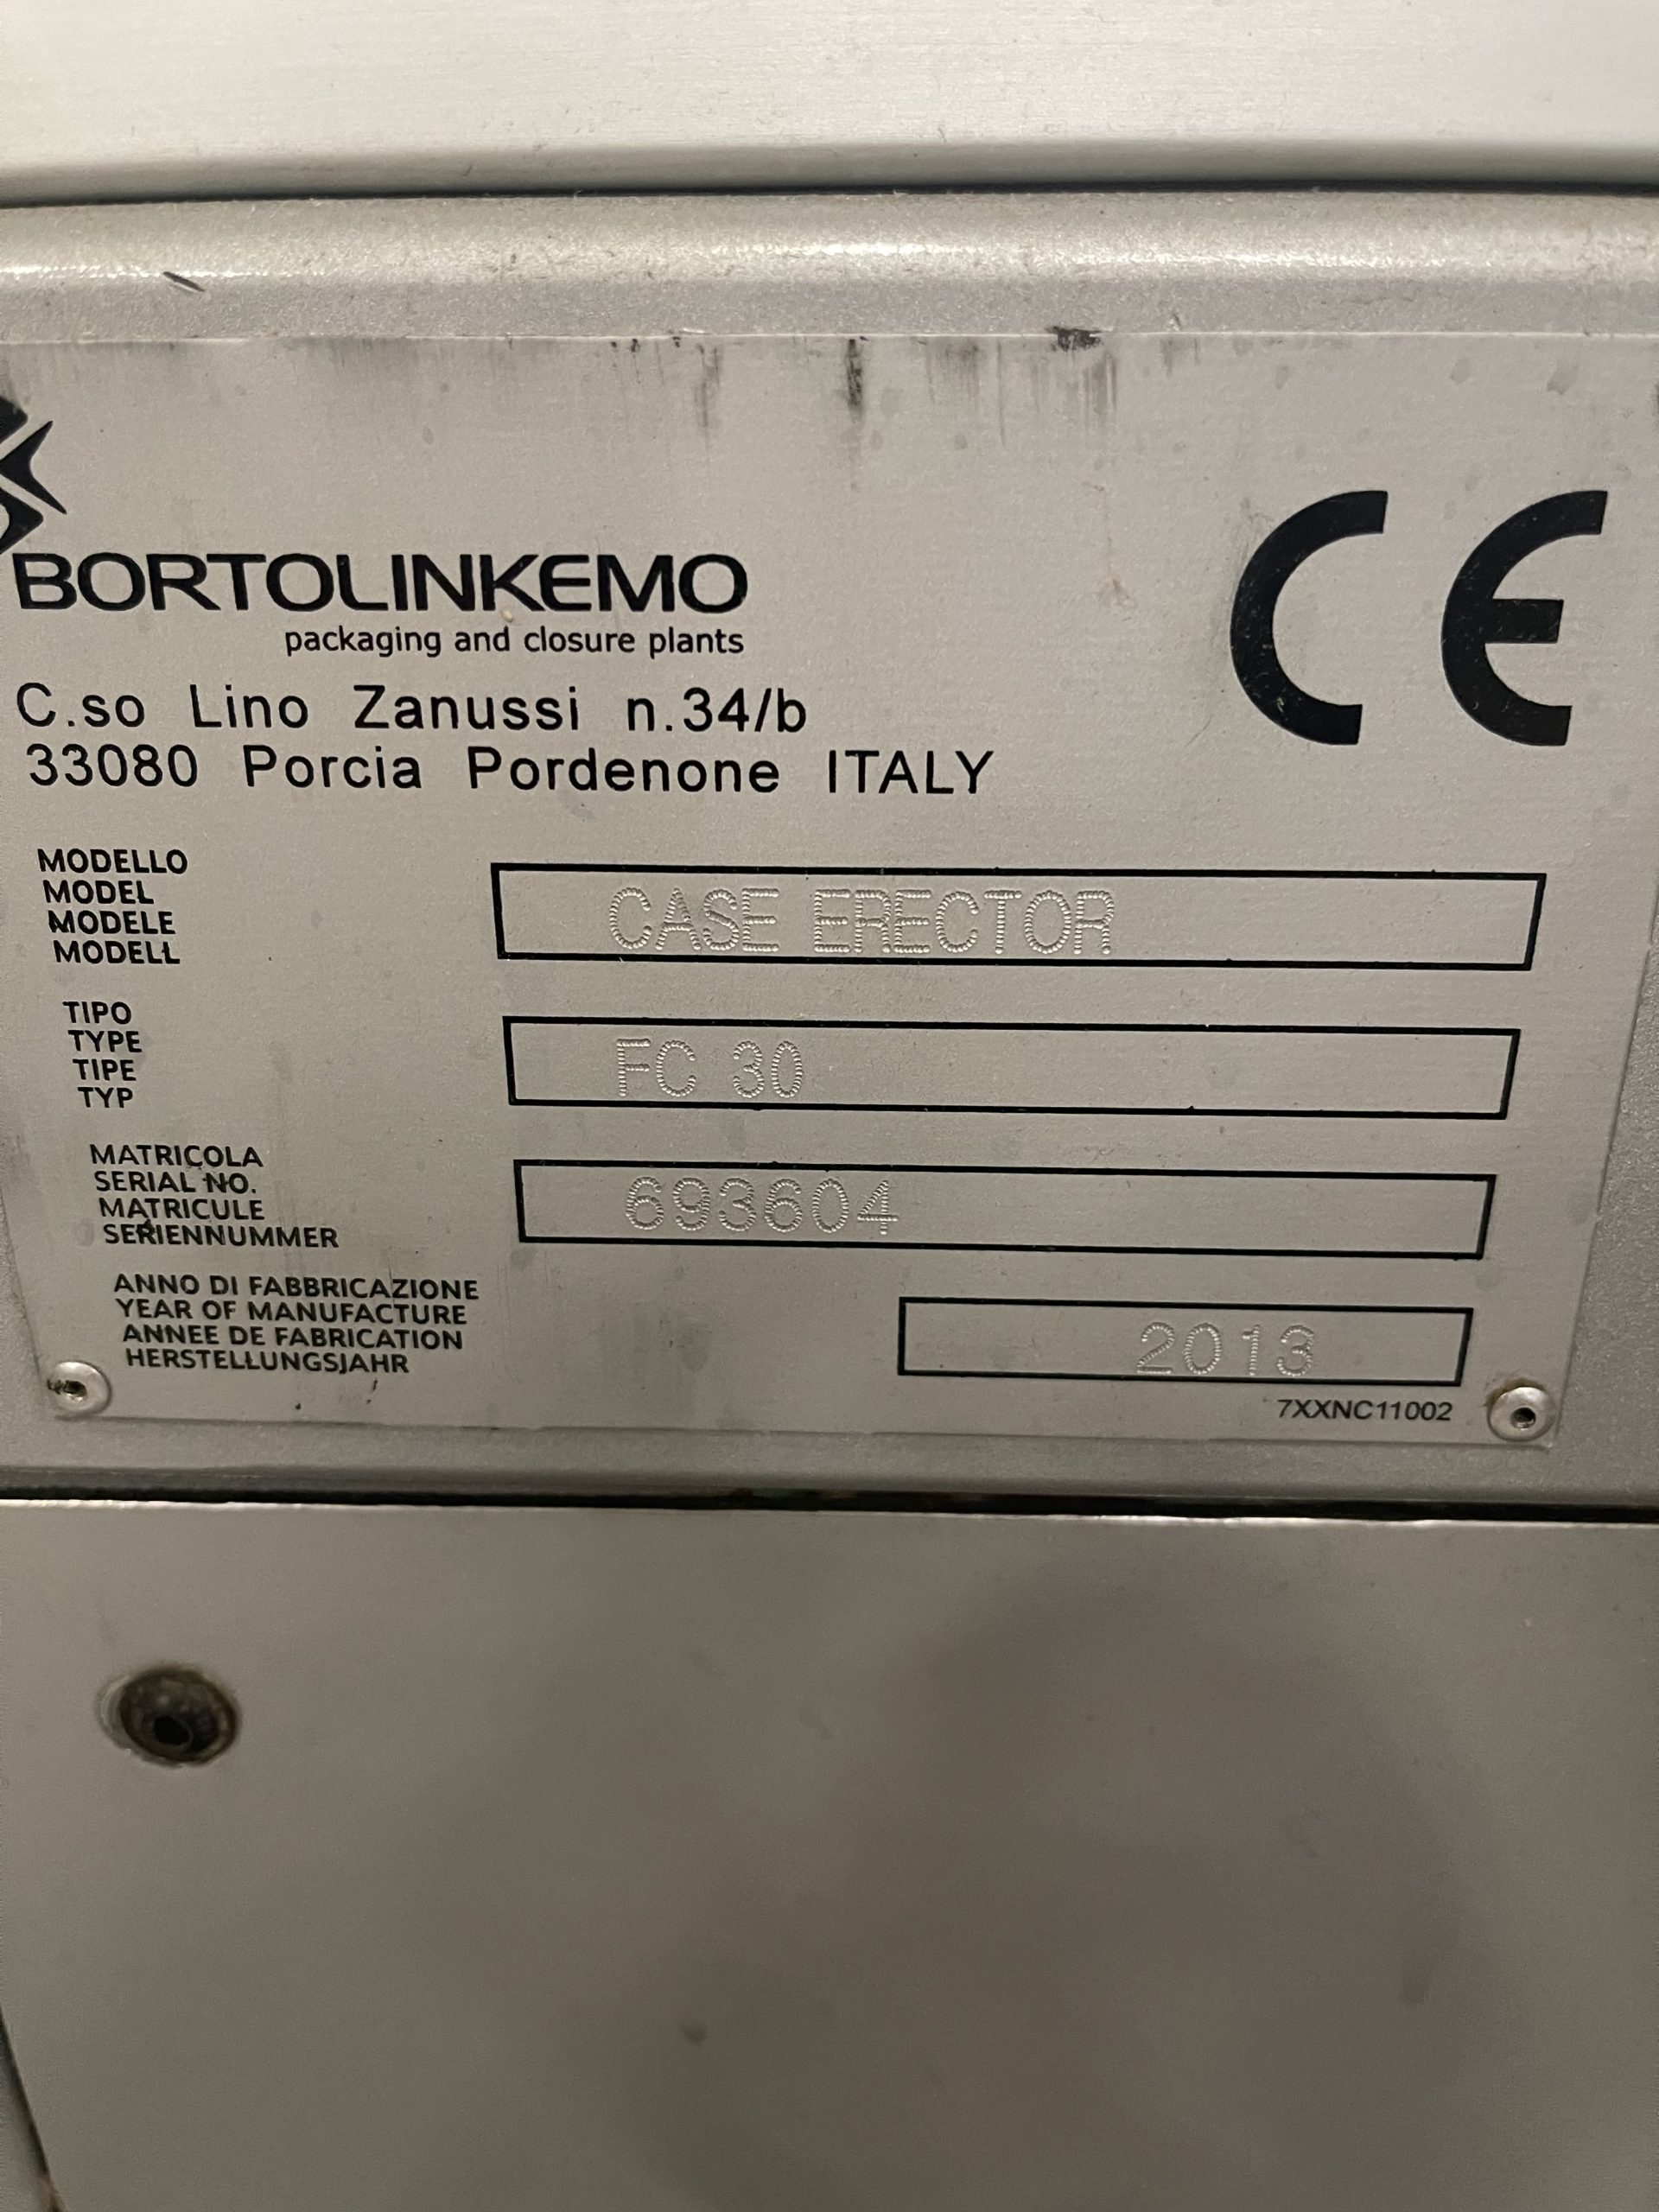 BORTOLINKEMO
packaging and closure plants
C.so Lino Zanussi n.34/b
33080 Porcia Pordenone ITALY
CE
MODELLO
MODEL
MODELE
MODELL
CASE ERECTOR
TIPO
TYPE
TIPE
TYP
FC 30
MATRICOLA
SERIAL NO.
MATRICULE
SERIENNUMMER
693604
ANNO DI FABBRICAZIONE
YEAR OF MANUFACTURE
ANNEE DE FABRICATION
HERSTELLUNGSJAHR
2013
7XXNC11002